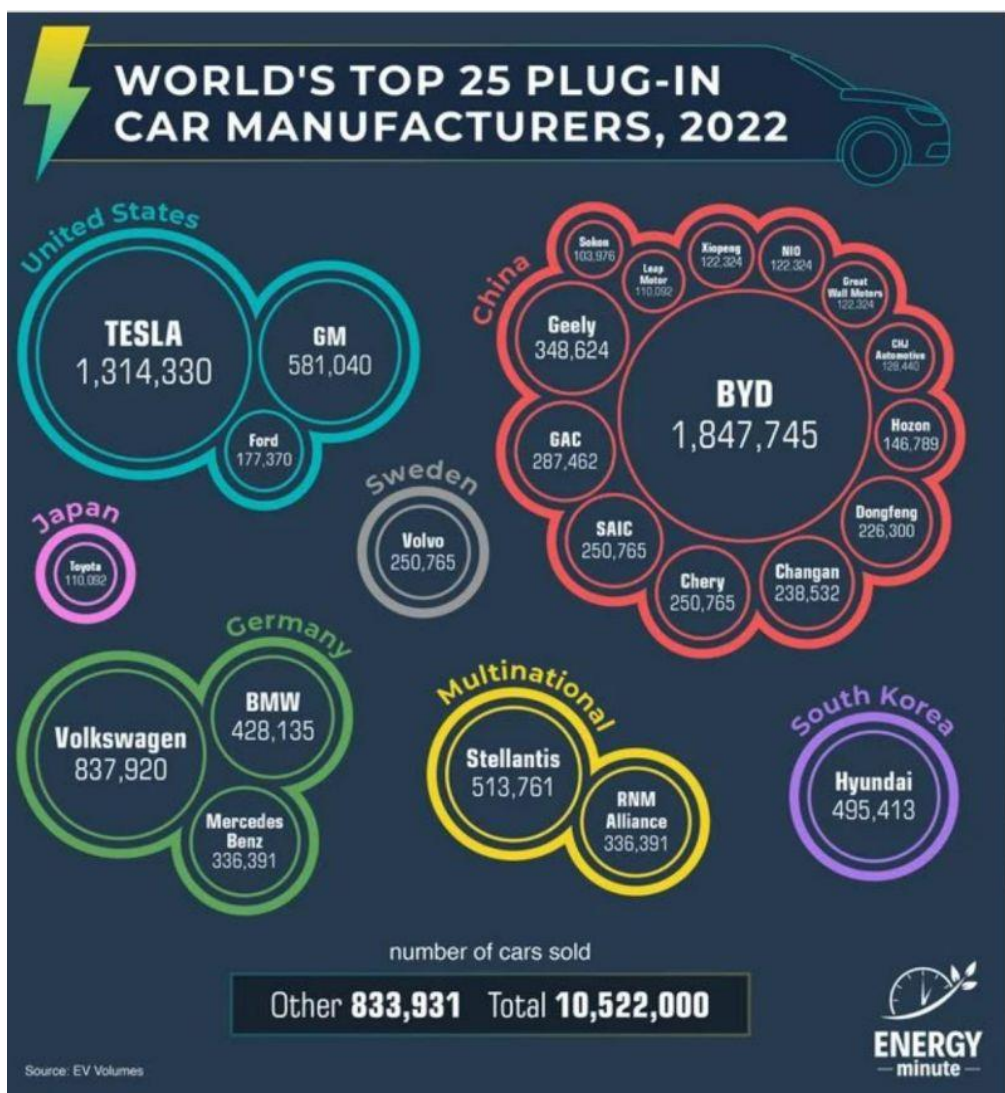 WORLD'S TOP 25 PLUG-IN
CAR MANUFACTURERS, 2022
United States
TESLA
1,314,330
GM
581,040
Ford
177,370
China
Sokon
103,976
Leap
Motor
110,092
Xiopeng
122,324
NIO
122,324
Great
Wall Motors
122,324
CHJ
Automotive
128,440
Hozon
146,789
Dongfeng
226,300
Changan
238,532
Chery
250,765
SAIC
250,765
GAC
287,462
Geely
348,624
BYD
1,847,745
Japan
Toyota
110,092
Sweden
Volvo
250,765
Germany
Volkswagen
837,920
BMW
428,135
Mercedes
Benz
336,391
Multinational
Stellantis
513,761
RNM
Alliance
336,391
South Korea
Hyundai
495,413
number of cars sold
Other 833,931 Total 10,522,000
Source: EV Volumes
ENERGY
minute